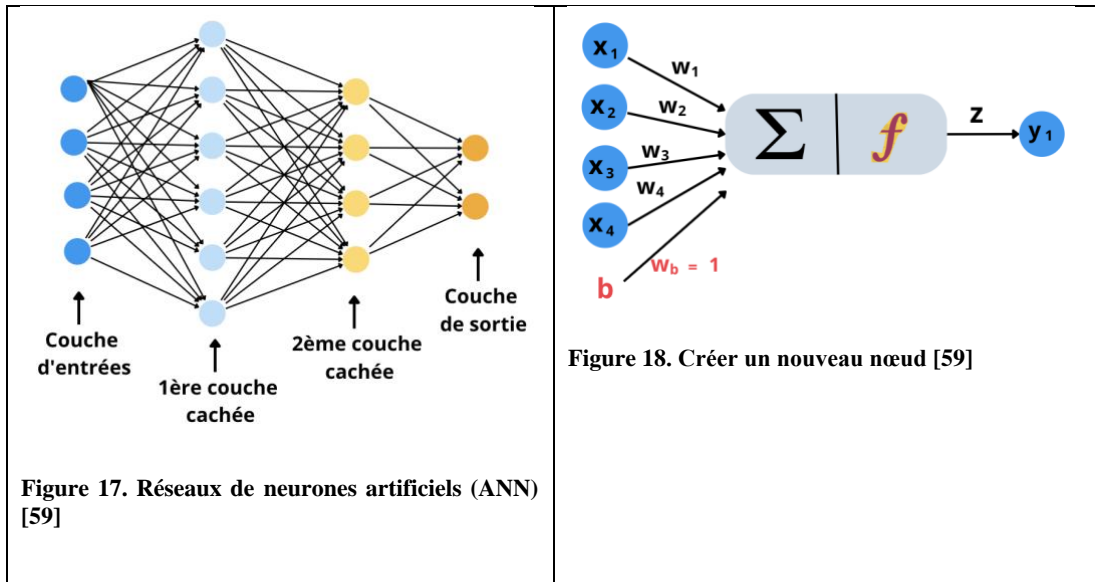 Couche
d'entrées
1ère couche
cachée
2ème couche
cachée
Couche
de sortie
Figure 17. Réseaux de neurones artificiels (ANN)
[59]
x₁
x₂
x₃
x₄
b
w₁
w₂
w₃
w₄
w_b = 1
Σ
f
z
y₁
Figure 18. Créer un nouveau nœud [59]